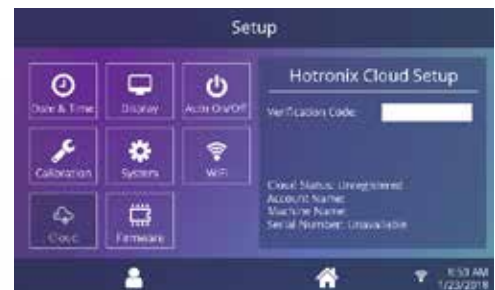 Setup
Date & Time
Display
Auto On/Off
Calibration
System
WiFi
Cloud
Firmware
Hotronix Cloud Setup
Verification Code:
Cloud Status: Unregistered
Account Name:
Machine Name:
Serial Number: Unavailable
8:53 AM
1/23/2018